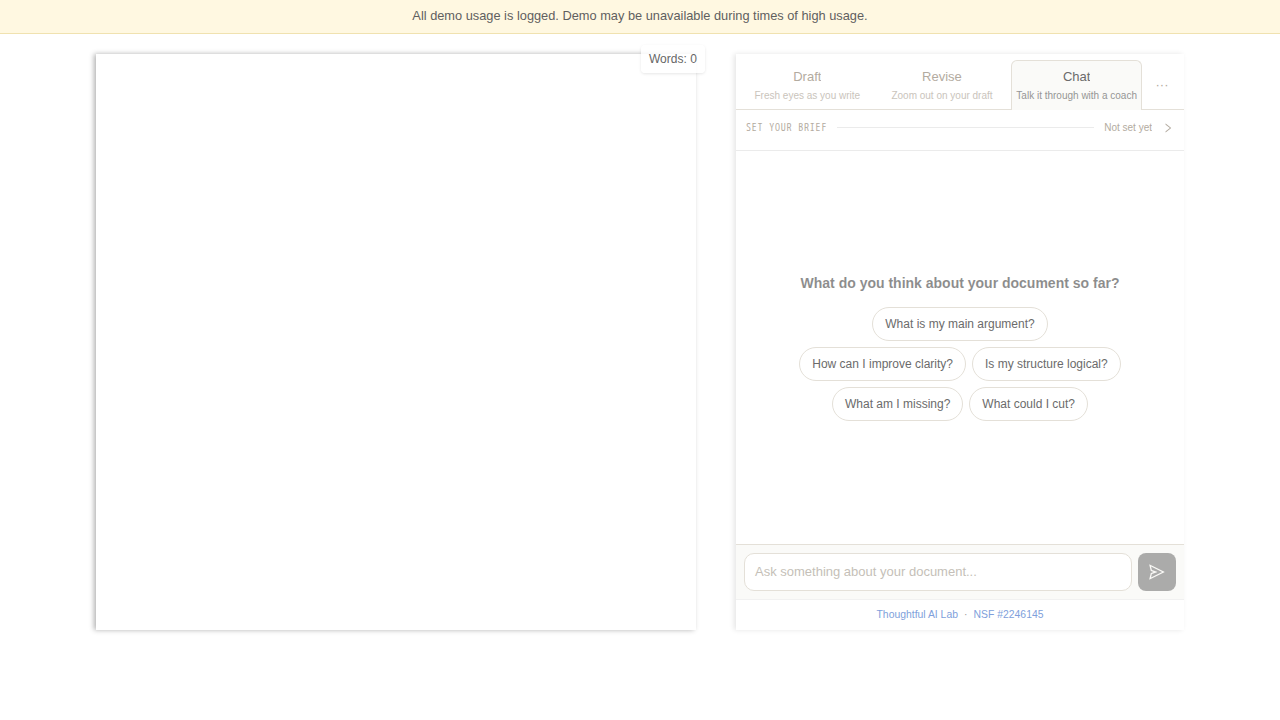 All demo usage is logged. Demo may be unavailable during times of high usage.
Words: 0
Draft
Fresh eyes as you write
Revise
Zoom out on your draft
Chat
Talk it through with a coach
...
SET YOUR BRIEF
Not set yet
What do you think about your document so far?
What is my main argument?
How can I improve clarity?
Is my structure logical?
What am I missing?
What could I cut?
Ask something about your document...
Thoughtful AI Lab · NSF #2246145